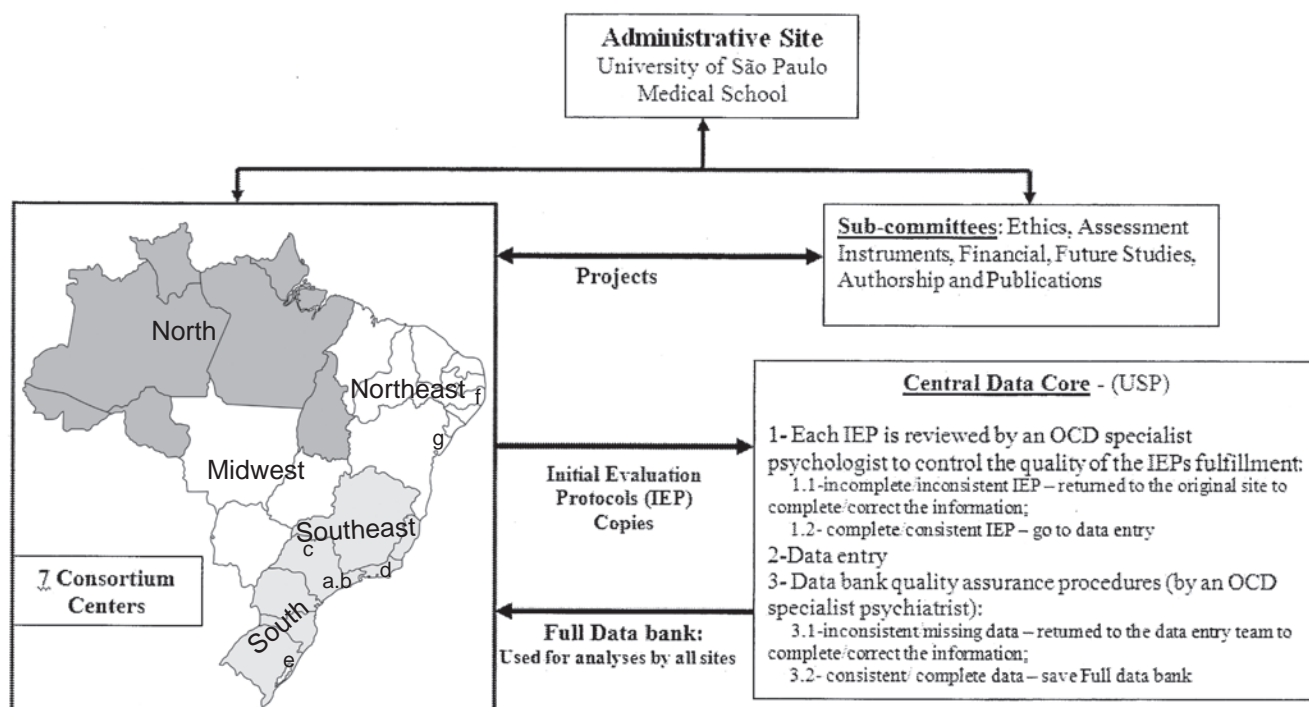 Administrative Site
University of São Paulo
Medical School
Sub-committees: Ethics, Assessment
Instruments, Financial, Future Studies,
Authorship and Publications
Projects
North
Northeast
f
g
Midwest
Southeast
c
d
a.b
South
e
7 Consortium
Centers
Initial Evaluation
Protocols (IEP)
Copies
Full Data bank:
Used for analyses by all sites
Central Data Core - (USP)
1- Each IEP is reviewed by an OCD specialist
psychologist to control the quality of the IEPs fulfillment:
1.1-incomplete/inconsistent IEP – returned to the original site to
complete/correct the information;
1.2- complete/consistent IEP – go to data entry
2-Data entry
3- Data bank quality assurance procedures (by an OCD
specialist psychiatrist):
3.1-inconsistent/missing data – returned to the data entry team to
complete/correct the information;
3.2- consistent/ complete data – save Full data bank